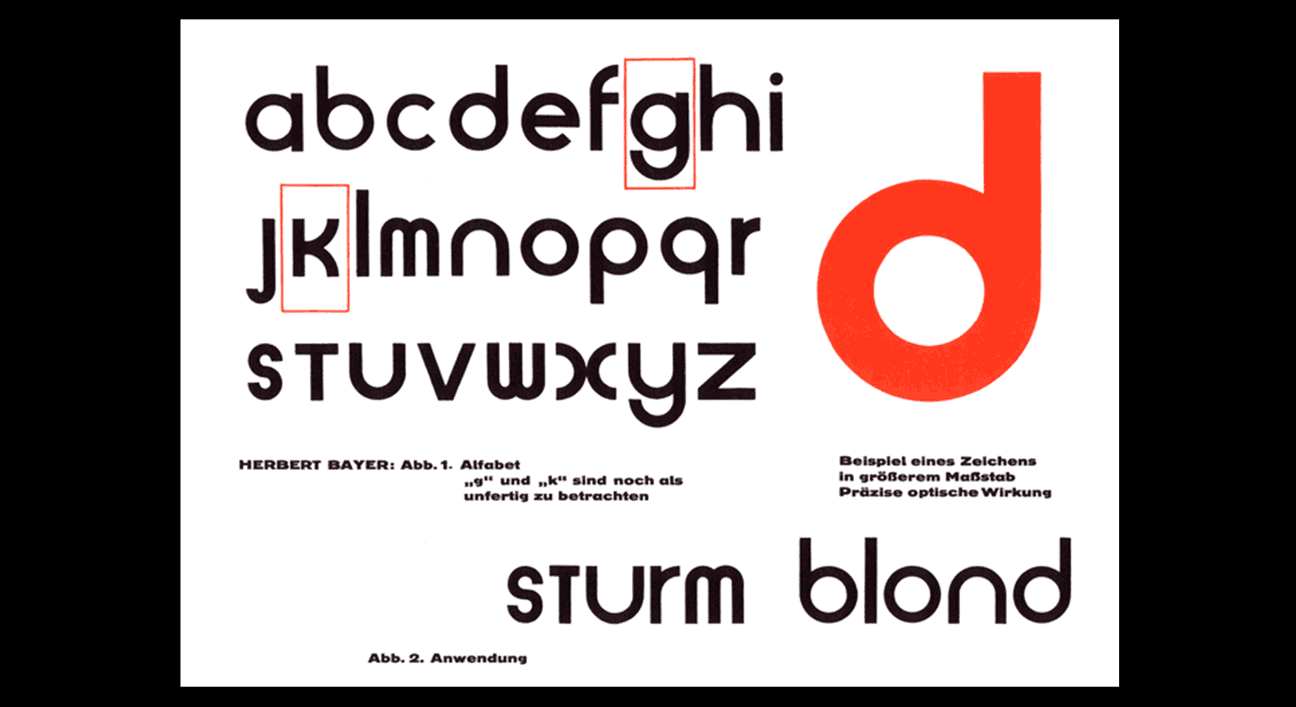 abcdefghi
jklmnopqr
stuvwxyz
d
HERBERT BAYER: Abb. 1. Alfabet
„g“ und „k“ sind noch als
unfertig zu betrachten
Beispiel eines Zeichens
in größerem Maßstab
Präzise optische Wirkung
sturm blond
Abb. 2. Anwendung